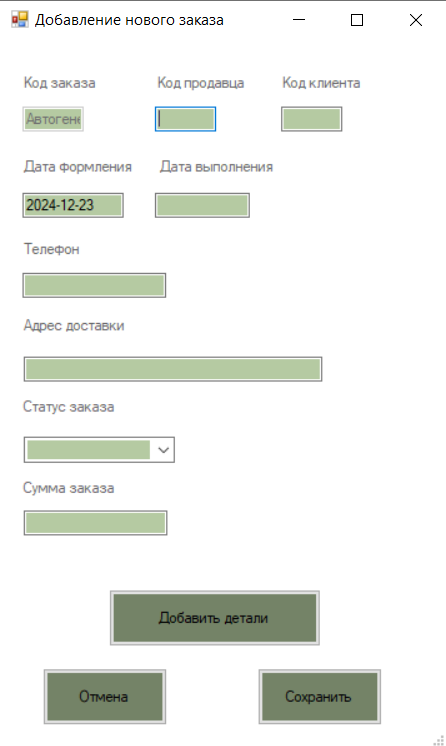 Добавление нового заказа
Код заказа Код продавца Код клиента
Автогене
Дата формления Дата выполнения
2024-12-23
Телефон
Адрес доставки
Статус заказа
Сумма заказа
Добавить детали
Отмена Сохранить